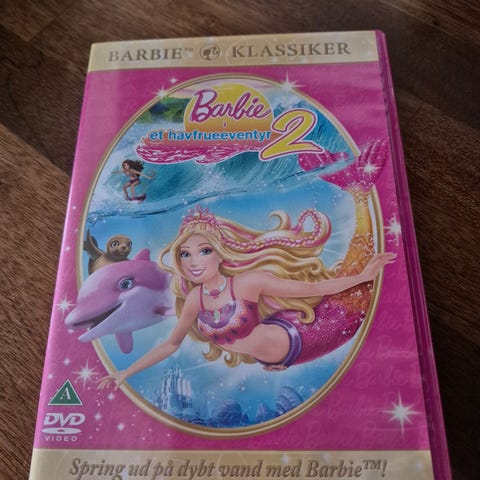 BARBIE™ KLASSIKER
Barbie
i
et havfrueeventyr
2
A
DVD
VIDEO
Spring ud på dybt vand med Barbie™!